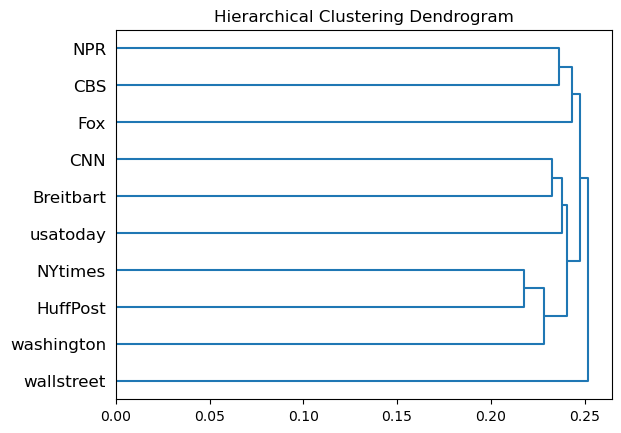 Hierarchical Clustering Dendrogram
NPR
CBS
Fox
CNN
Breitbart
usatoday
NYtimes
HuffPost
washington
wallstreet
0.00 0.05 0.10 0.15 0.20 0.25